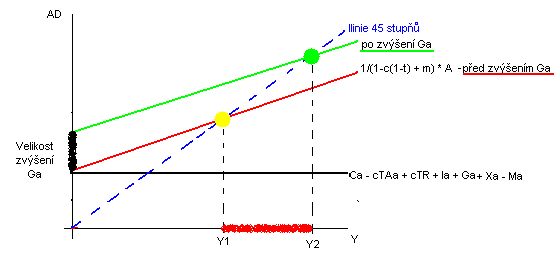 AD
linie 45 stupňů
po zvýšení Ga
1/(1-c(1-t) + m) * A - před zvýšením Ga
Velikost
zvýšení
Ga
Ca - cTAa + cTR + Ia + Ga + Xa - Ma
Y1
Y2
Y